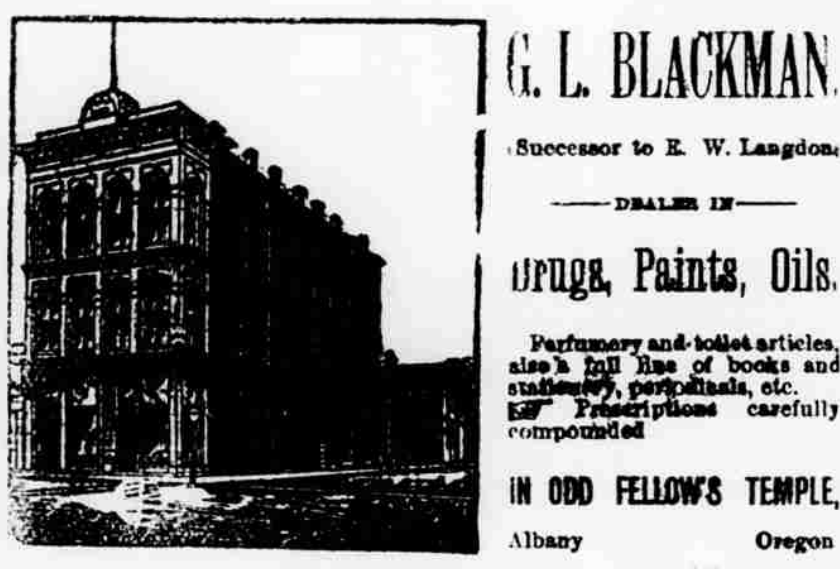 G. L. BLACKMAN.
Successor to E. W. Langdon,
DEALER IN
Drugs, Paints, Oils.
Perfumery and toilet articles,
also a full line of books and
stationery, periodicals, etc.
Prescriptions carefully
compounded
IN ODD FELLOW'S TEMPLE,
Albany Oregon